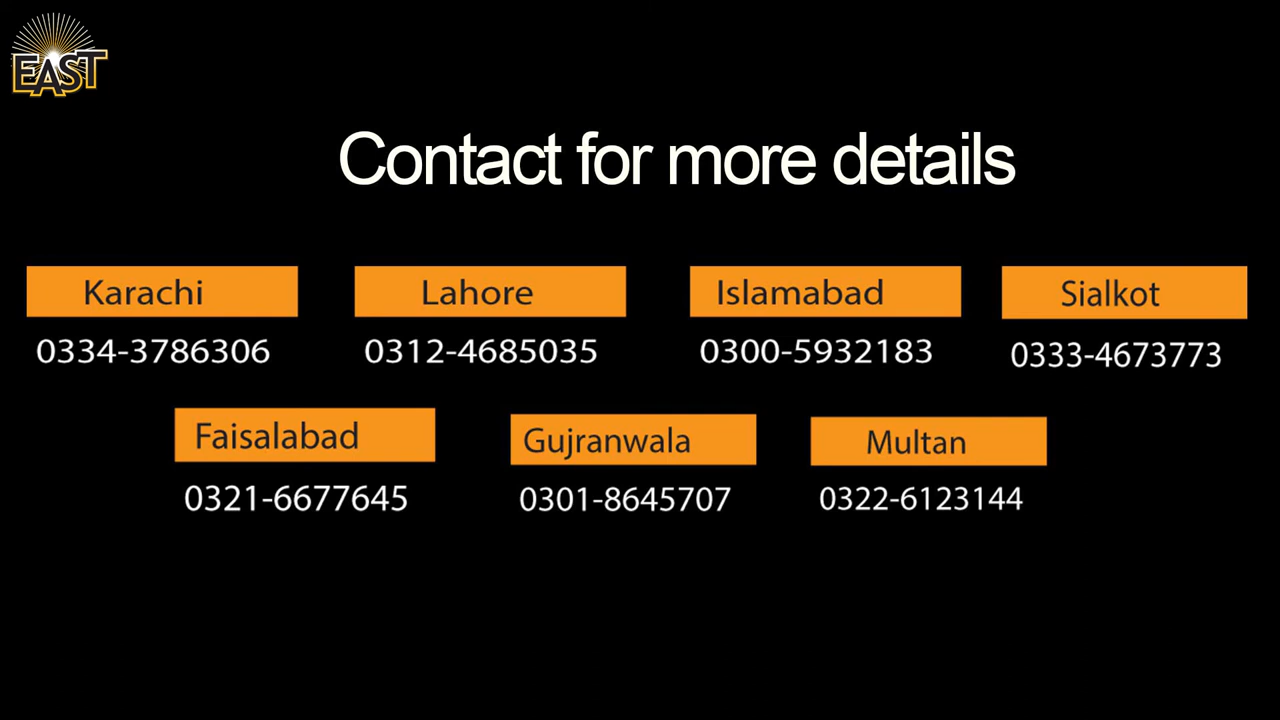 EAST
Contact for more details
Karachi Lahore Islamabad Sialkot
0334-3786306 0312-4685035 0300-5932183 0333-4673773
Faisalabad Gujranwala Multan
0321-6677645 0301-8645707 0322-6123144